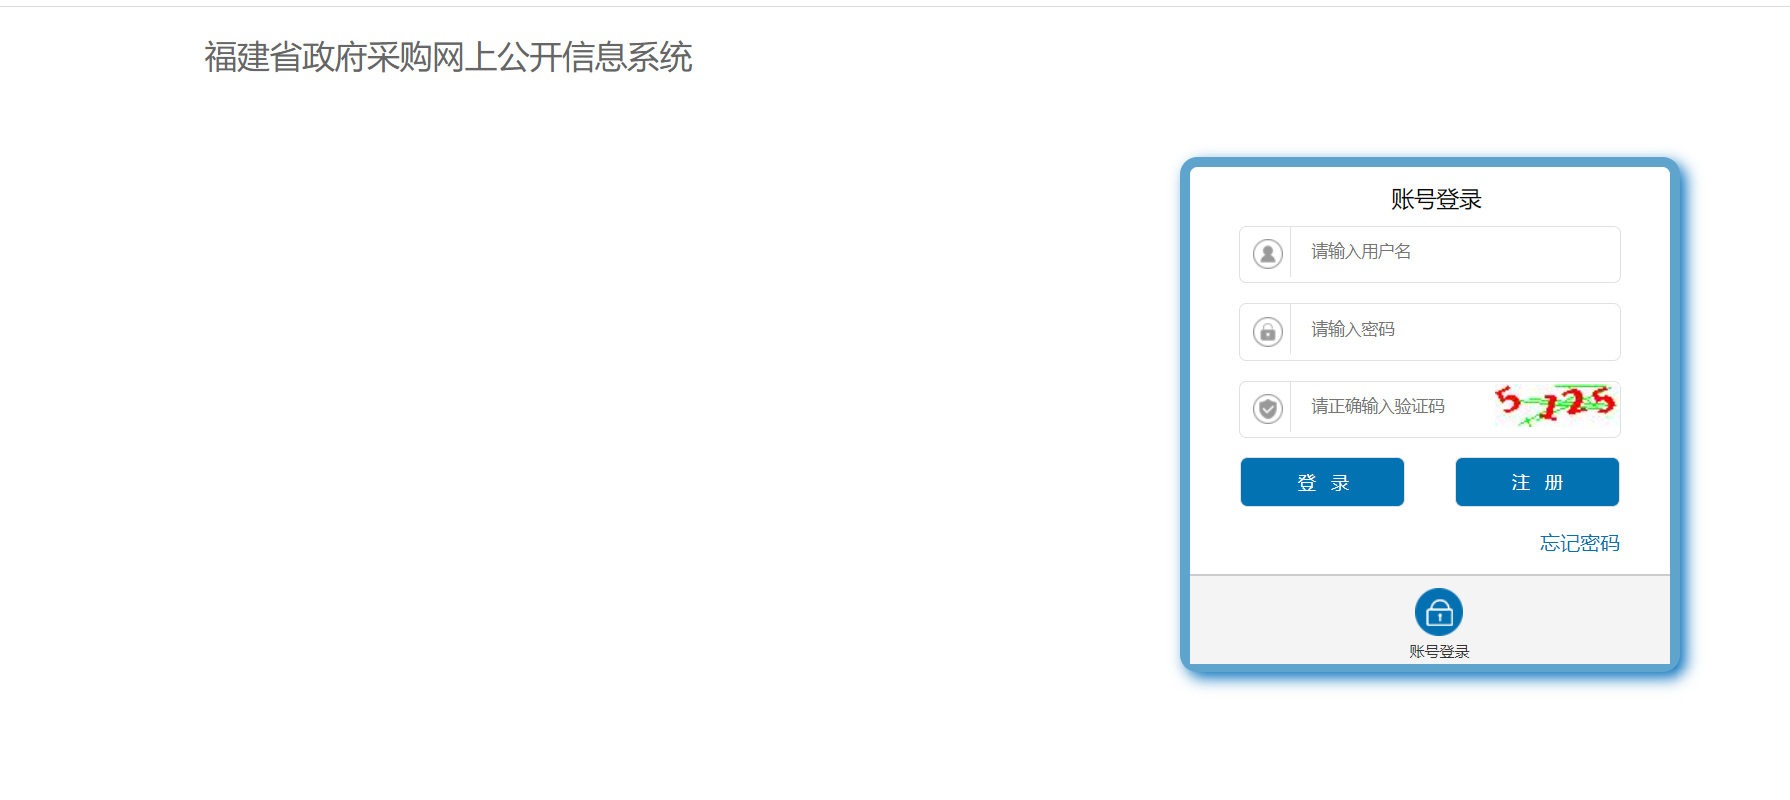 福建省政府采购网上公开信息系统
账号登录
请输入用户名
请输入密码
请正确输入验证码
登 录 注 册
忘记密码
账号登录